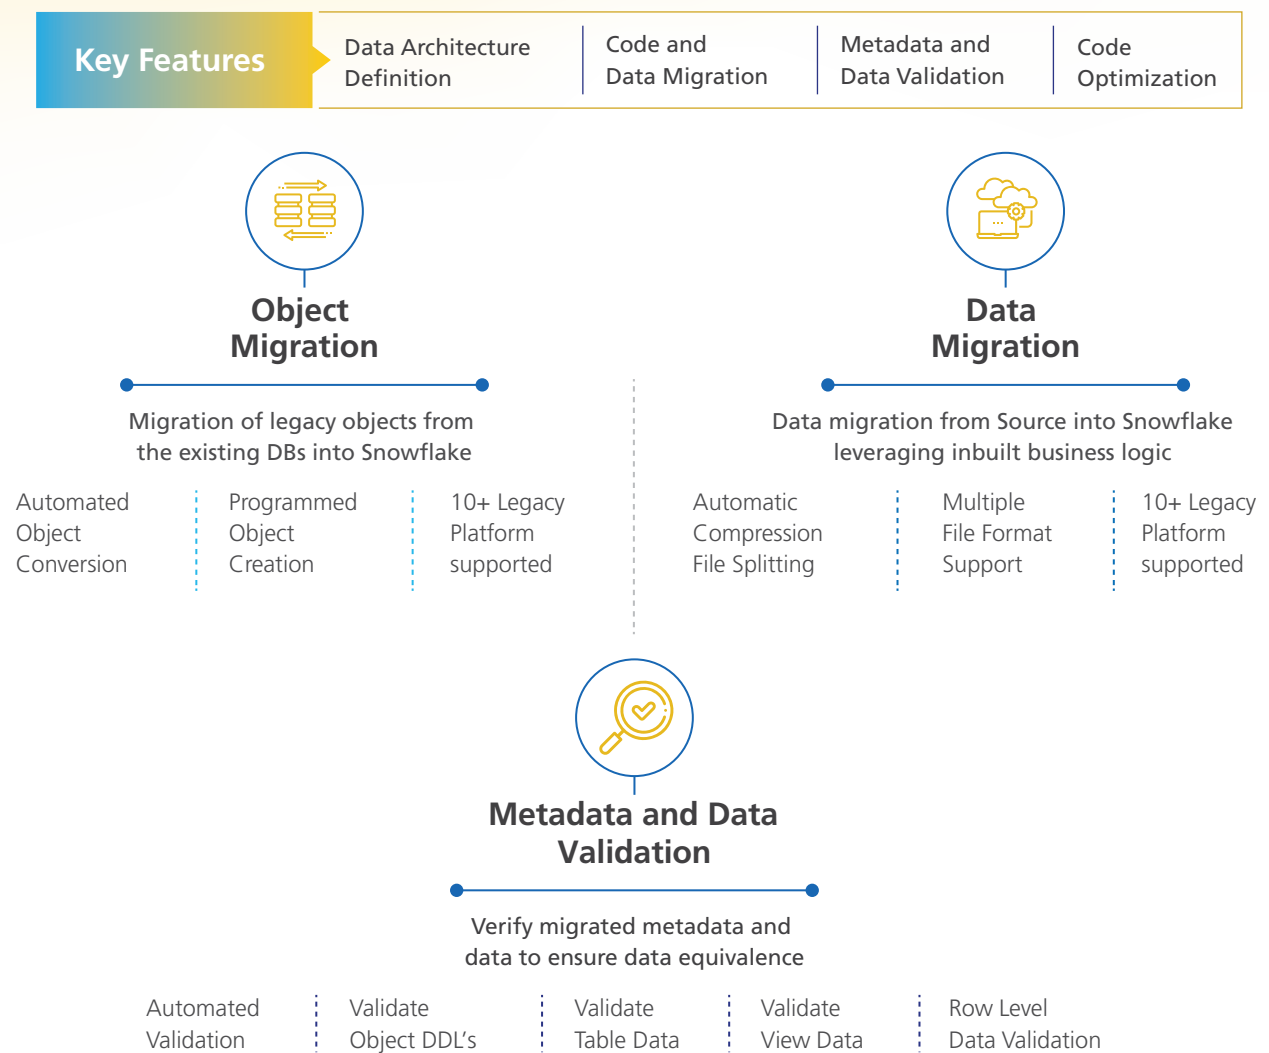 Key Features
Data Architecture
Definition
Code and
Data Migration
Metadata and
Data Validation
Code
Optimization
Object
Migration
Migration of legacy objects from
the existing DBs into Snowflake
Automated
Object
Conversion
Programmed
Object
Creation
10+ Legacy
Platform
supported
Data
Migration
Data migration from Source into Snowflake
leveraging inbuilt business logic
Automatic
Compression
File Splitting
Multiple
File Format
Support
10+ Legacy
Platform
supported
Metadata and Data
Validation
Verify migrated metadata and
data to ensure data equivalence
Automated
Validation
Validate
Object DDL's
Validate
Table Data
Validate
View Data
Row Level
Data Validation